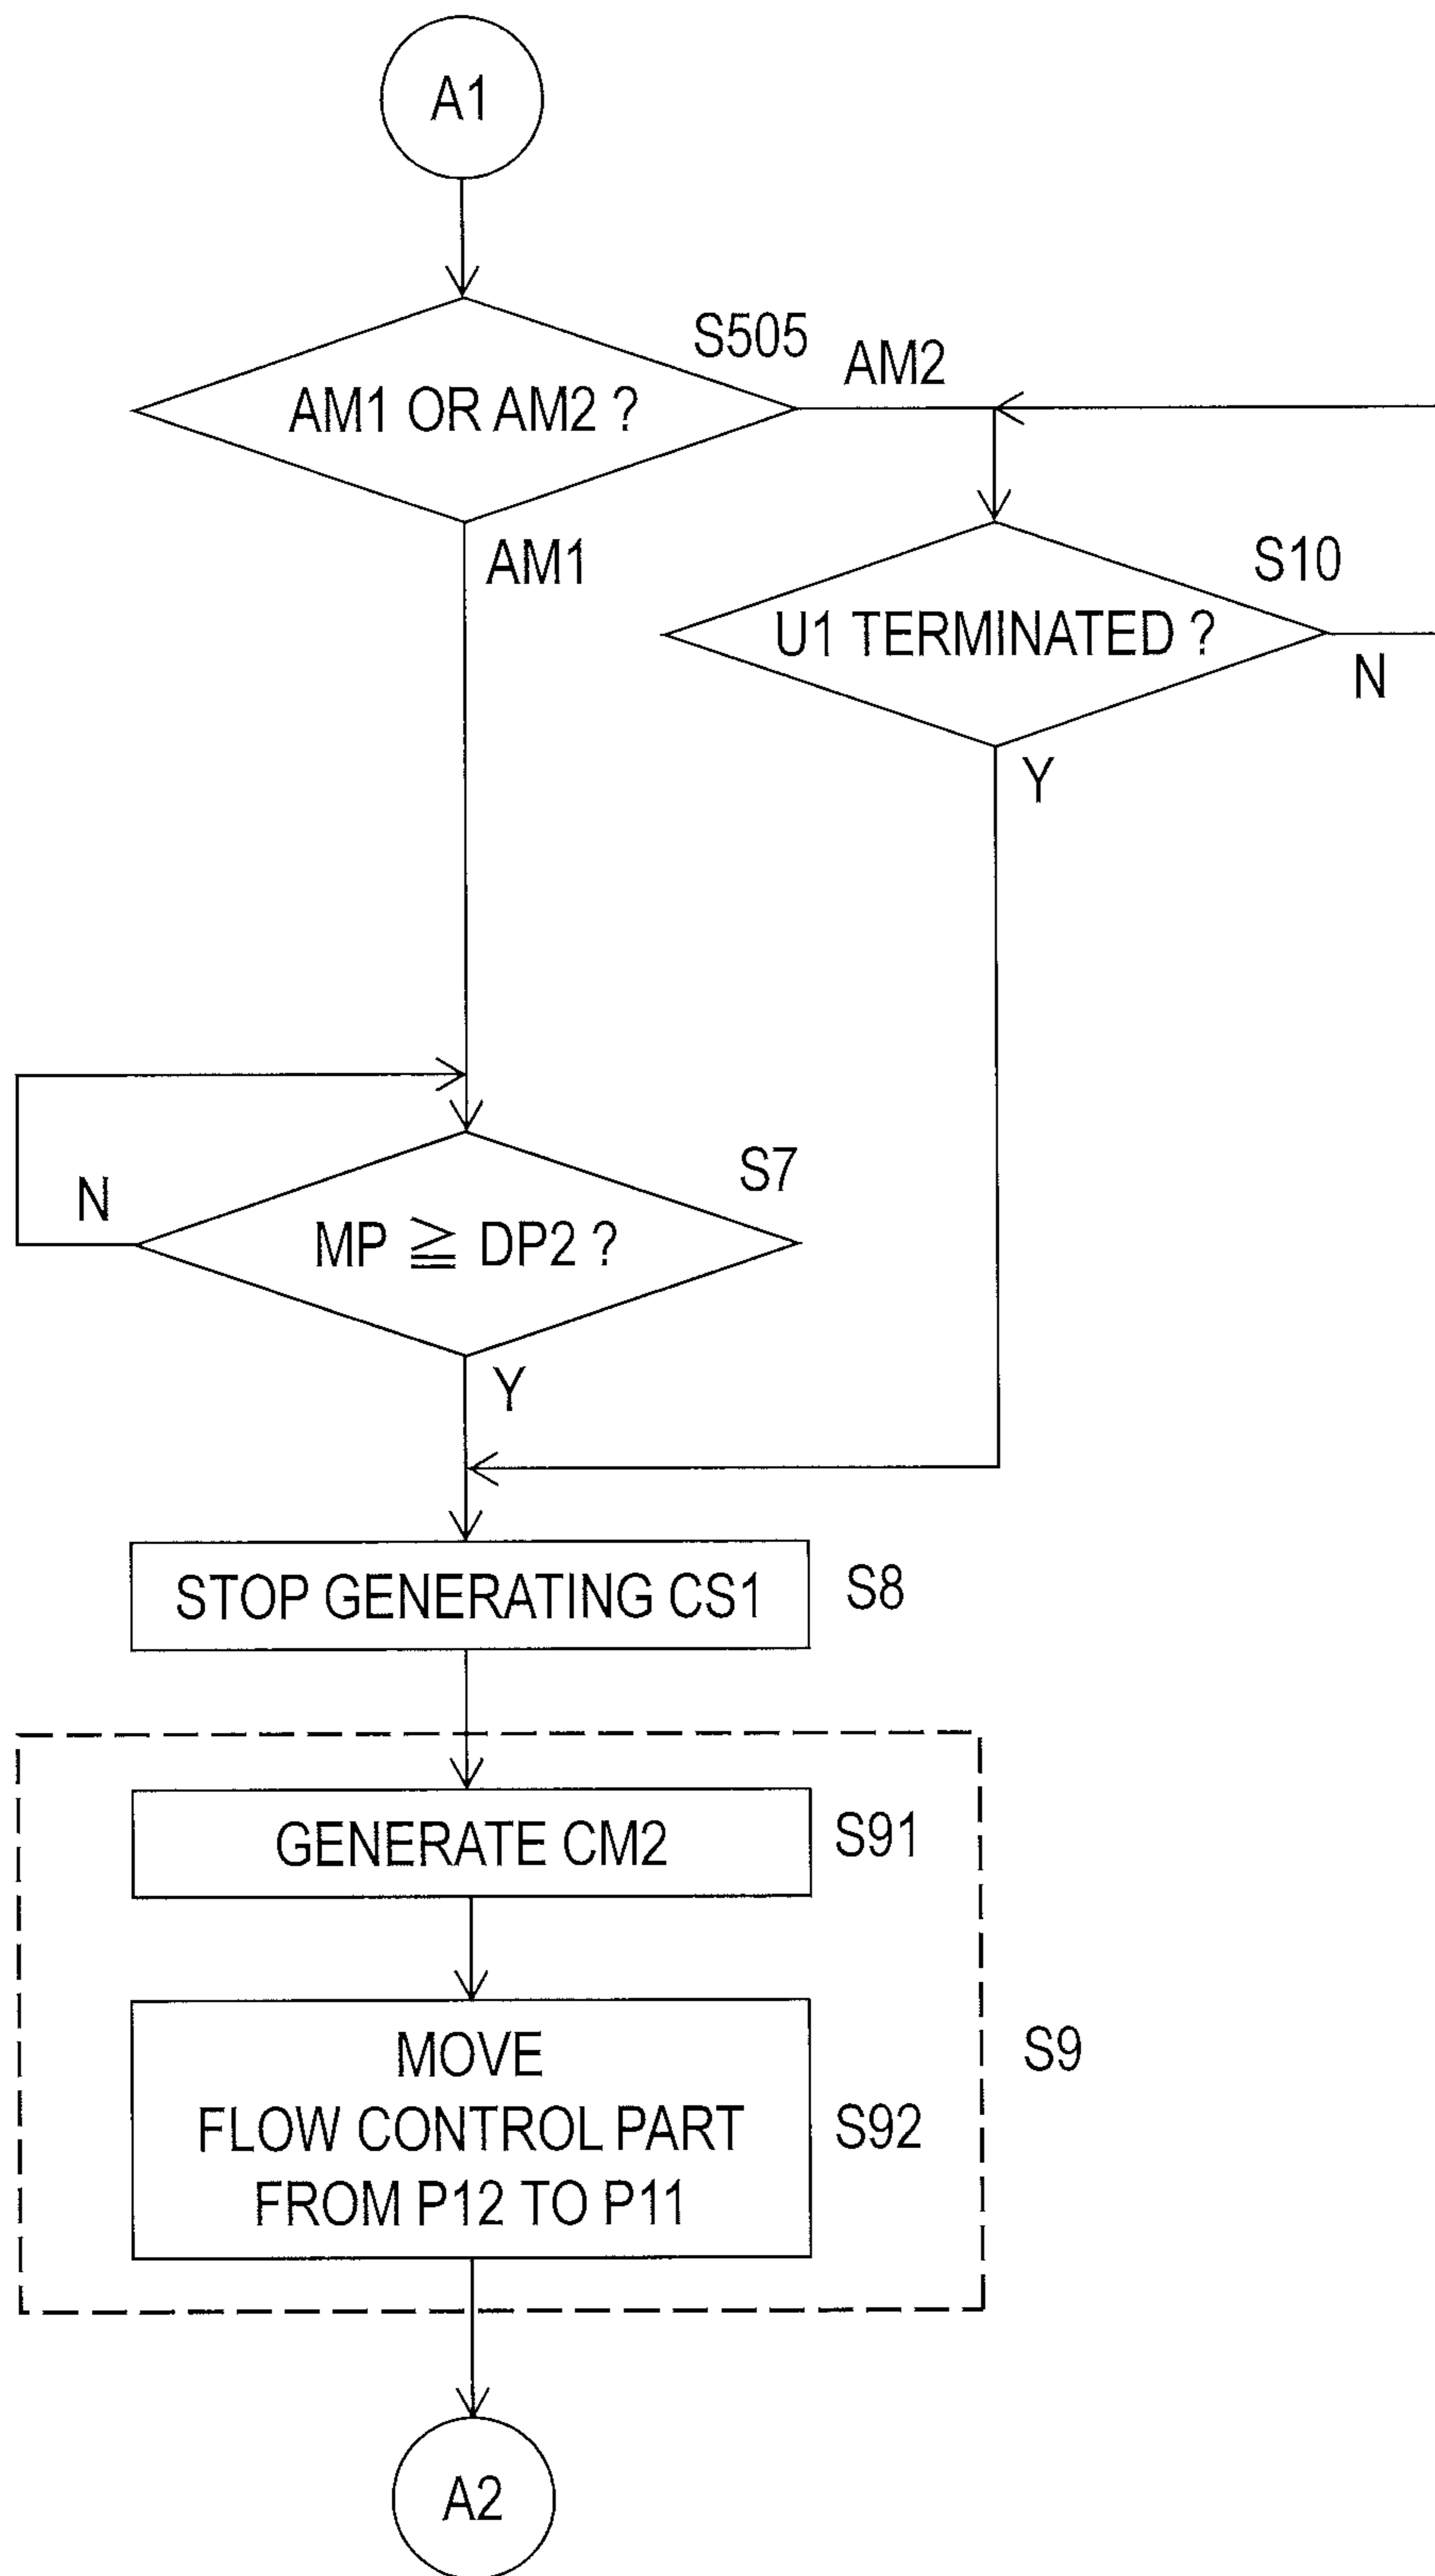 A1
S505
AM1 OR AM2 ?
AM2
AM1
S10
U1 TERMINATED ?
N
Y
S7
N
MP ≧ DP2 ?
Y
STOP GENERATING CS1
S8
GENERATE CM2
S91
MOVE
FLOW CONTROL PART
FROM P12 TO P11
S92
S9
A2